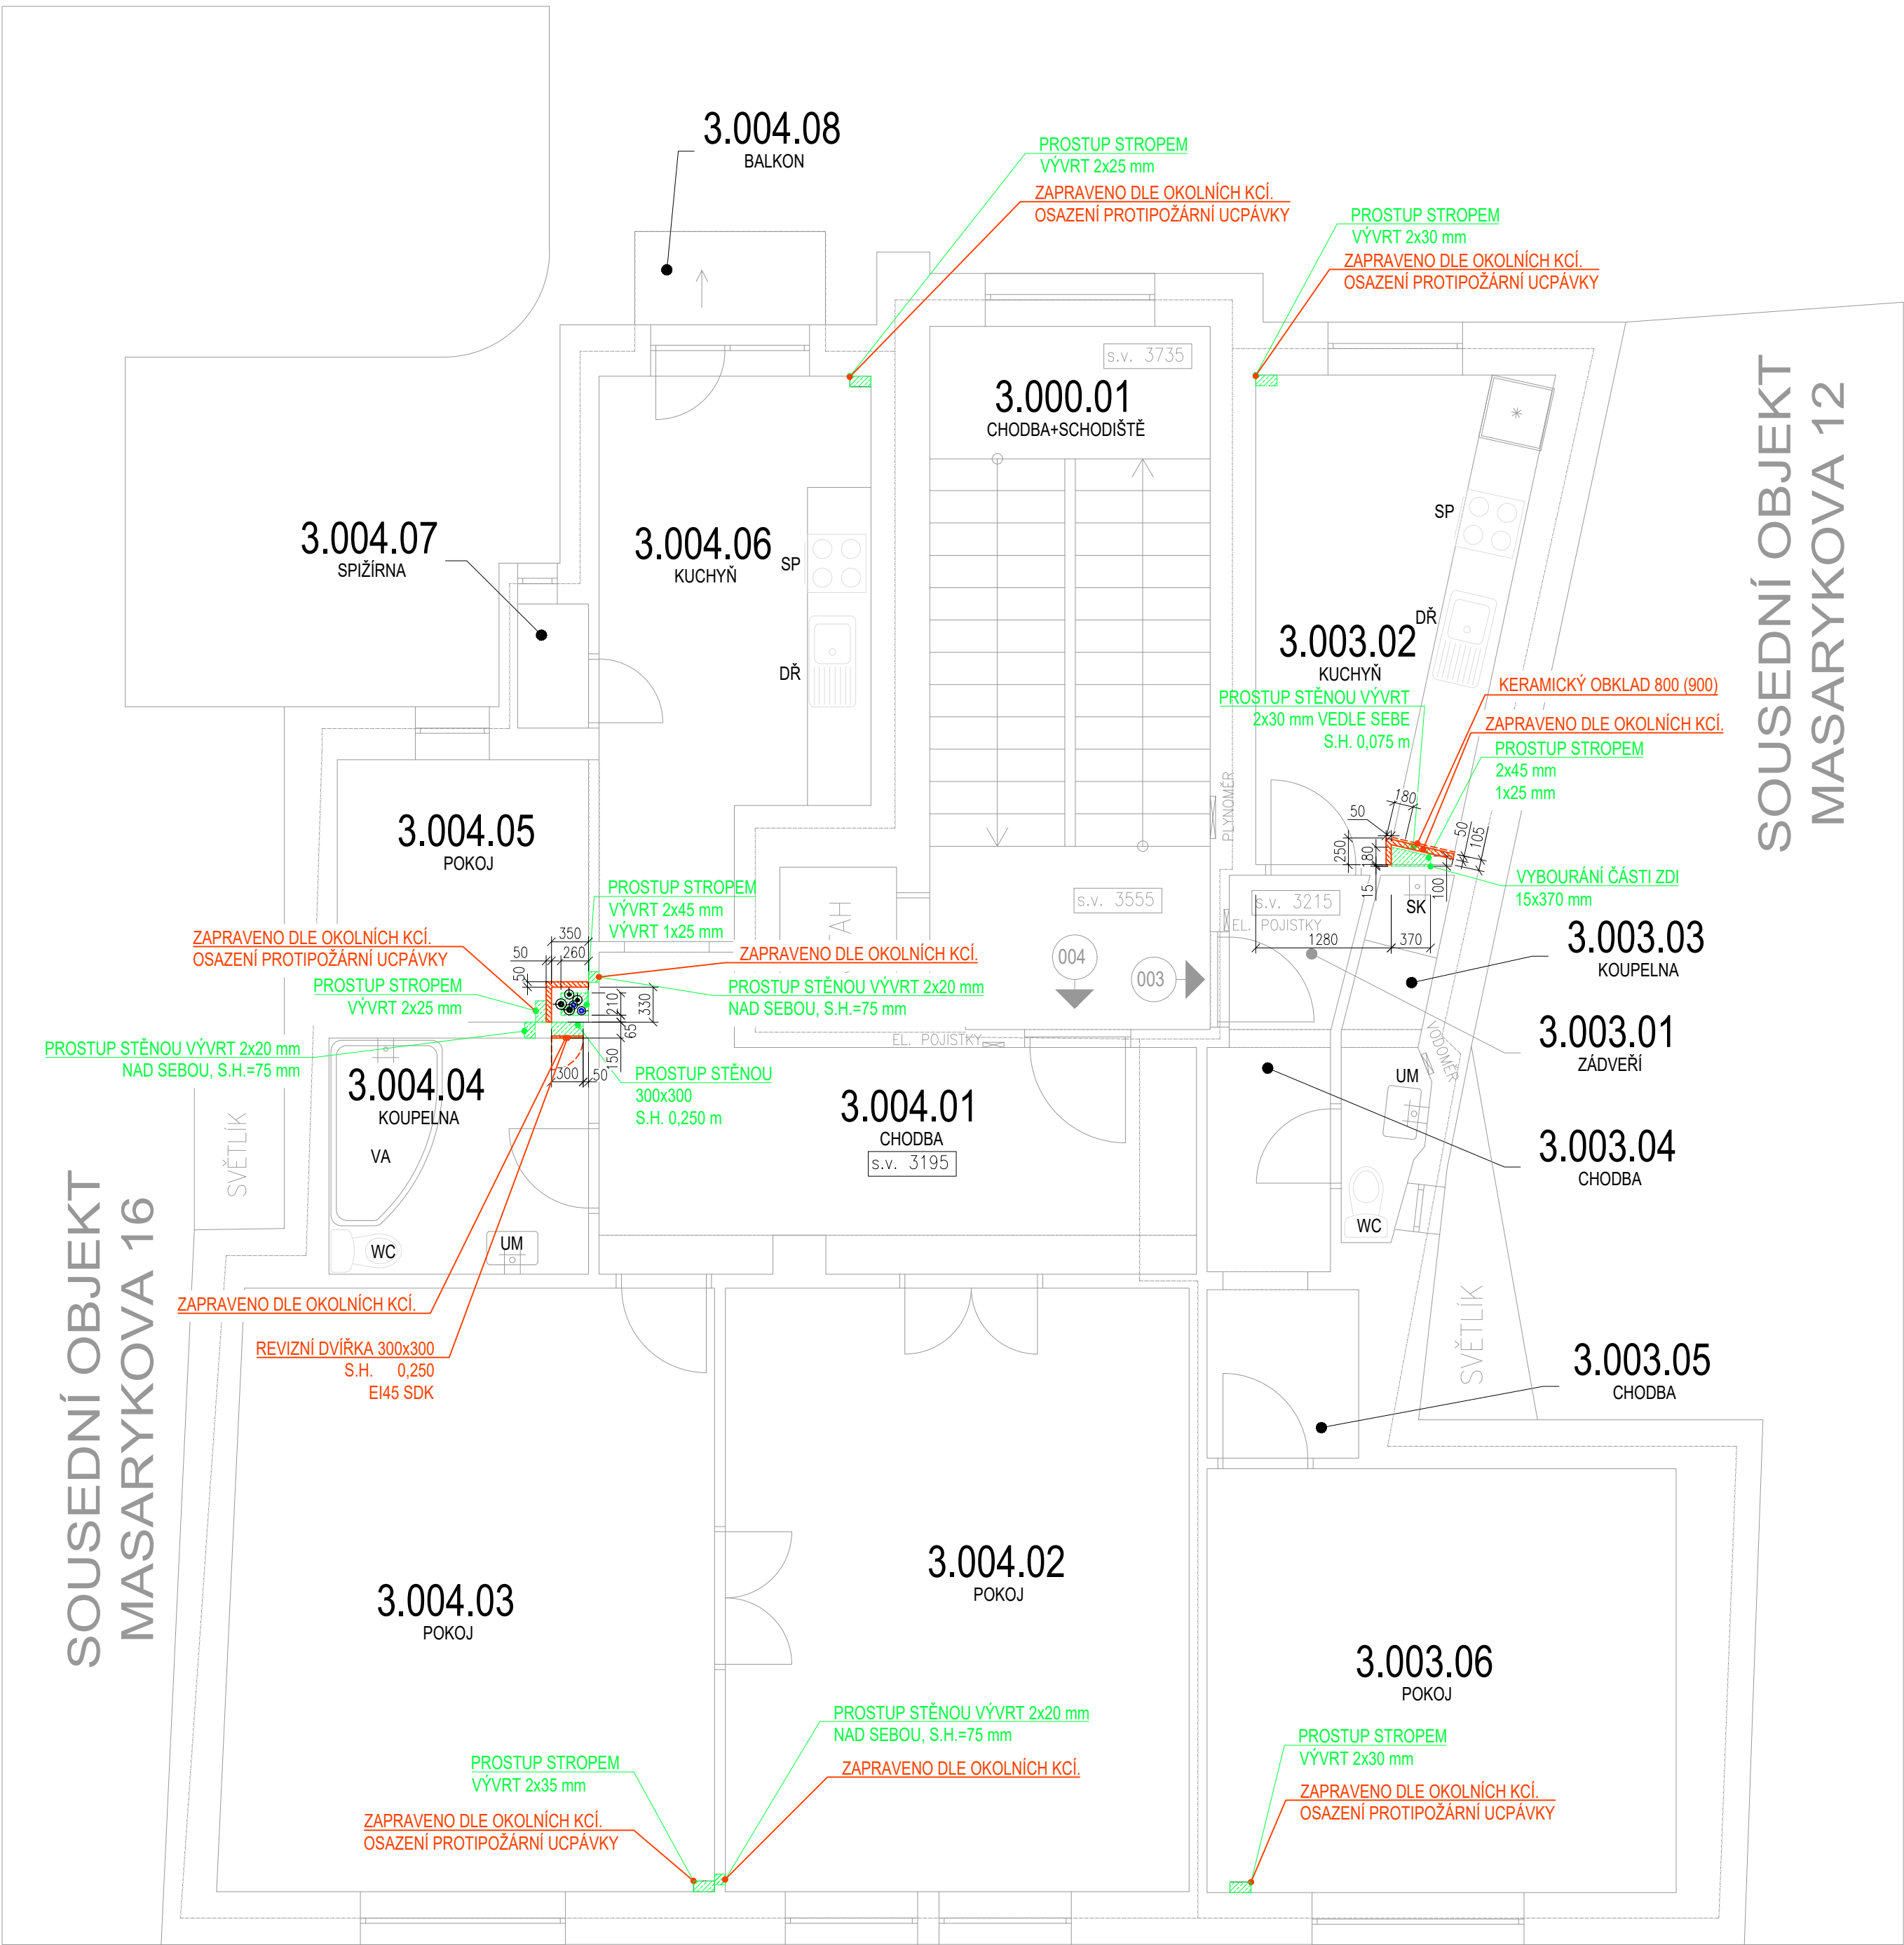 3.004.08
BALKON
PROSTUP STROPEM
VÝVRT 2x25 mm
ZAPRAVENO DLE OKOLNÍCH KCÍ.
OSAZENÍ PROTIPOŽÁRNÍ UCPÁVKY
PROSTUP STROPEM
VÝVRT 2x30 mm
ZAPRAVENO DLE OKOLNÍCH KCÍ.
OSAZENÍ PROTIPOŽÁRNÍ UCPÁVKY
s.v. 3735
3.000.01
CHODBA+SCHODIŠTĚ
SOUSEDNÍ OBJEKT
MASARYKOVA 12
3.004.07
SPIŽÍRNA
3.004.06
KUCHYŇ
SP
DŘ
SP
DŘ
3.003.02
KUCHYŇ
PROSTUP STĚNOU VÝVRT
2x30 mm VEDLE SEBE
S.H. 0,075 m
KERAMICKÝ OBKLAD 800 (900)
ZAPRAVENO DLE OKOLNÍCH KCÍ.
PROSTUP STROPEM
2x45 mm
1x25 mm
PLYNOMĚR
180
50
250
180
15
50
105
100
VYBOURÁNÍ ČÁSTI ZDI
15x370 mm
SK
1280
370
3.004.05
POKOJ
PROSTUP STROPEM
VÝVRT 2x45 mm
VÝVRT 1x25 mm
AH
s.v. 3555
s.v. 3215
EL. POJISTKY
3.003.03
KOUPELNA
ZAPRAVENO DLE OKOLNÍCH KCÍ.
OSAZENÍ PROTIPOŽÁRNÍ UCPÁVKY
350
50
260
50
ZAPRAVENO DLE OKOLNÍCH KCÍ.
004
003
PROSTUP STROPEM
VÝVRT 2x25 mm
210
330
65
150
300
50
PROSTUP STĚNOU VÝVRT 2x20 mm
NAD SEBOU, S.H.=75 mm
PROSTUP STĚNOU VÝVRT 2x20 mm
NAD SEBOU, S.H.=75 mm
EL. POJISTKY
VODOMĚR
3.003.01
ZÁDVEŘÍ
3.004.04
KOUPELNA
PROSTUP STĚNOU
300x300
S.H. 0,250 m
3.004.01
CHODBA
s.v. 3195
UM
3.003.04
CHODBA
SVĚTLÍK
VA
WC
UM
WC
SOUSEDNÍ OBJEKT
MASARYKOVA 16
ZAPRAVENO DLE OKOLNÍCH KCÍ.
REVIZNÍ DVÍŘKA 300x300
S.H. 0,250
EI45 SDK
SVĚTLÍK
3.003.05
CHODBA
3.004.03
POKOJ
3.004.02
POKOJ
3.003.06
POKOJ
PROSTUP STĚNOU VÝVRT 2x20 mm
NAD SEBOU, S.H.=75 mm
PROSTUP STROPEM
VÝVRT 2x35 mm
ZAPRAVENO DLE OKOLNÍCH KCÍ.
PROSTUP STROPEM
VÝVRT 2x30 mm
ZAPRAVENO DLE OKOLNÍCH KCÍ.
OSAZENÍ PROTIPOŽÁRNÍ UCPÁVKY
ZAPRAVENO DLE OKOLNÍCH KCÍ.
OSAZENÍ PROTIPOŽÁRNÍ UCPÁVKY